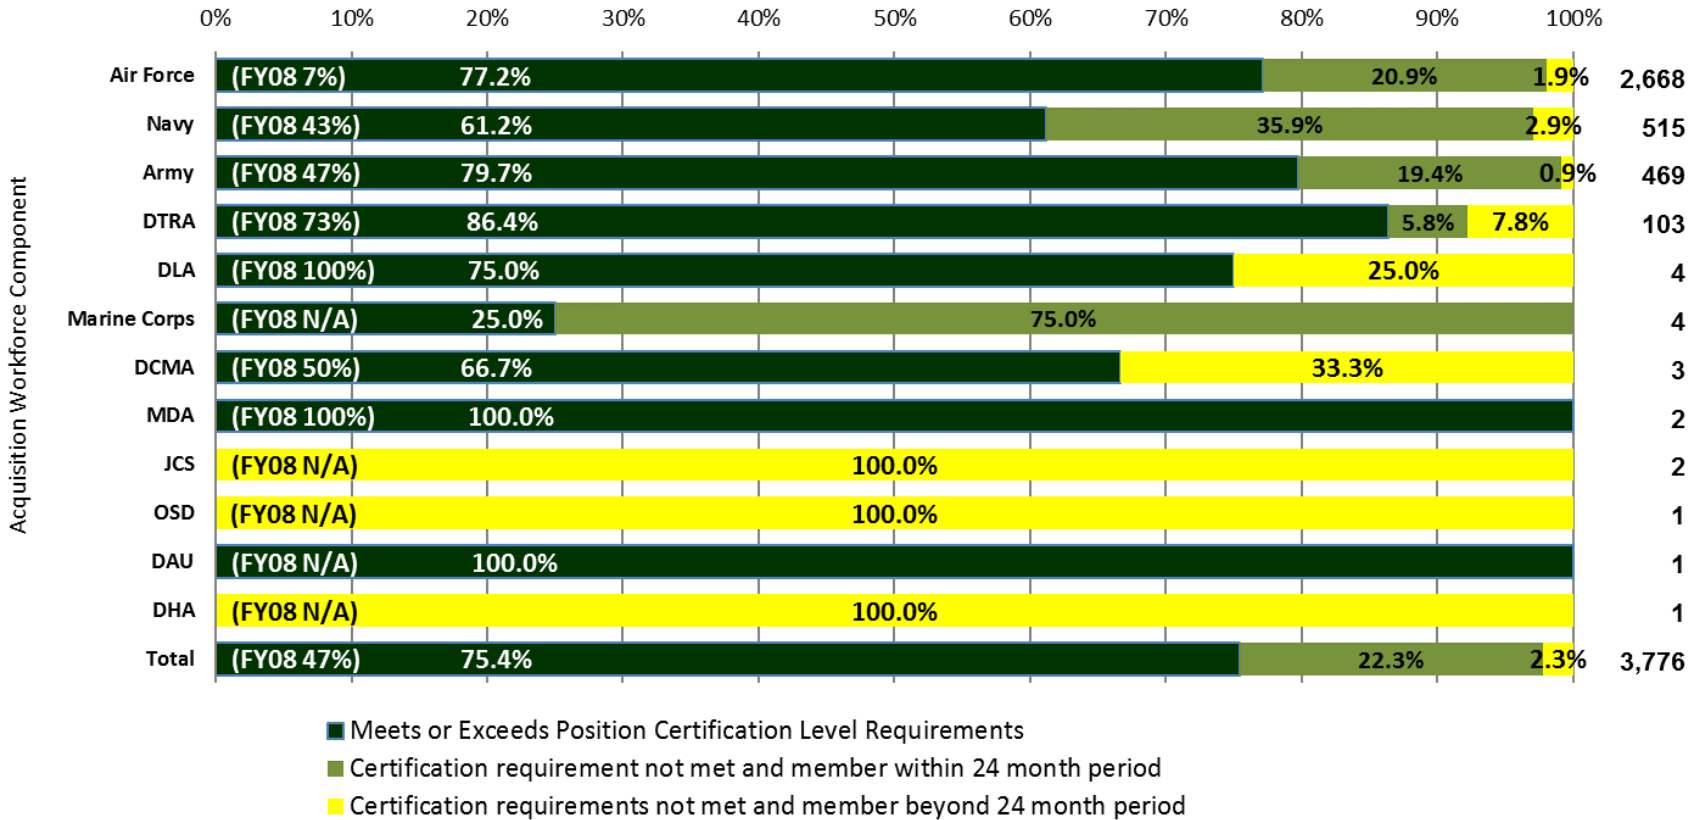 0% 10% 20% 30% 40% 50% 60% 70% 80% 90% 100%
Acquisition Workforce Component
Air Force (FY08 7%) 77.2% 20.9% 1.9% 2,668
Navy (FY08 43%) 61.2% 35.9% 2.9% 515
Army (FY08 47%) 79.7% 19.4% 0.9% 469
DTRA (FY08 73%) 86.4% 5.8% 7.8% 103
DLA (FY08 100%) 75.0% 25.0% 4
Marine Corps (FY08 N/A) 25.0% 75.0% 4
DCMA (FY08 50%) 66.7% 33.3% 3
MDA (FY08 100%) 100.0% 2
JCS (FY08 N/A) 100.0% 2
OSD (FY08 N/A) 100.0% 1
DAU (FY08 N/A) 100.0% 1
DHA (FY08 N/A) 100.0% 1
Total (FY08 47%) 75.4% 22.3% 2.3% 3,776
Meets or Exceeds Position Certification Level Requirements
Certification requirement not met and member within 24 month period
Certification requirements not met and member beyond 24 month period